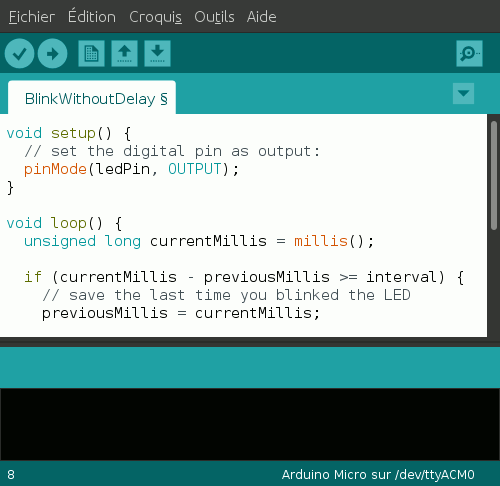 Fichier Édition Croquis Outils Aide
BlinkWithoutDelay §
void setup() {
  // set the digital pin as output:
  pinMode(ledPin, OUTPUT);
}
void loop() {
  unsigned long currentMillis = millis();
  if (currentMillis - previousMillis >= interval) {
    // save the last time you blinked the LED
    previousMillis = currentMillis;
8 Arduino Micro sur /dev/ttyACM0